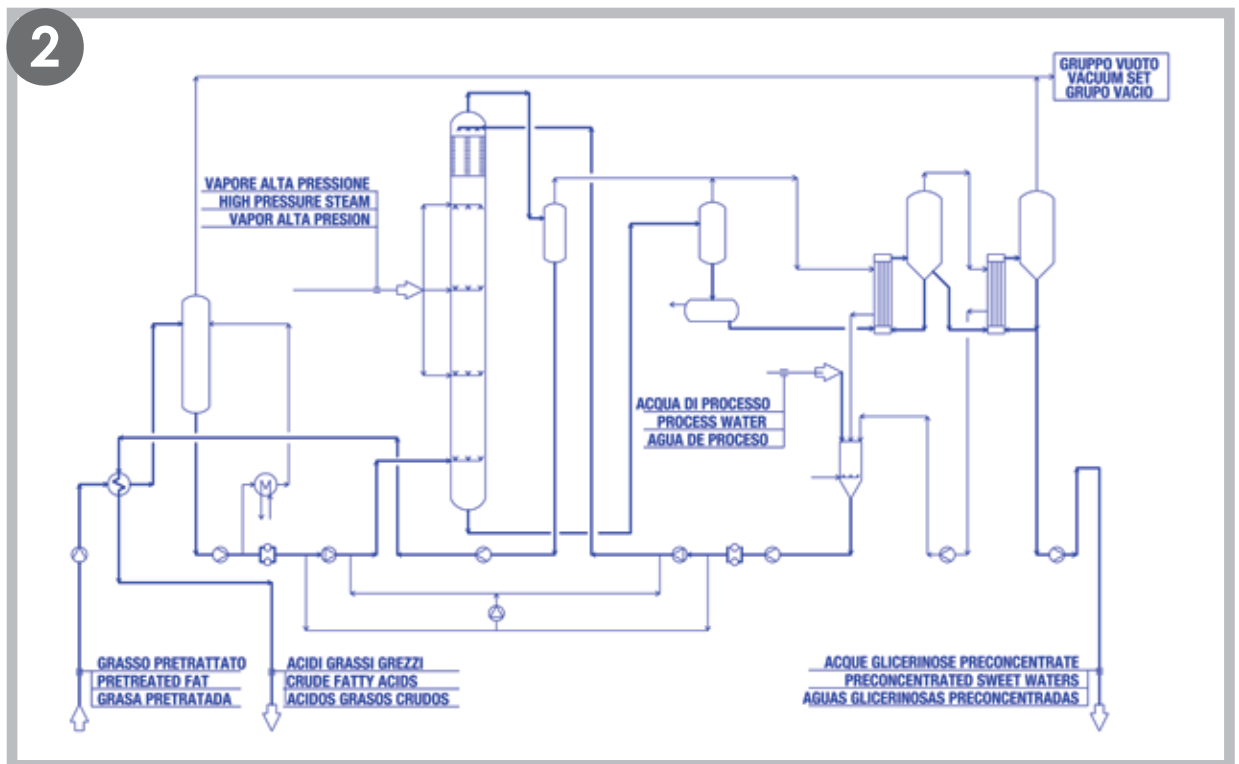 2
GRUPPO VUOTO
VACUUM SET
GRUPO VACIO
VAPORE ALTA PRESSIONE
HIGH PRESSURE STEAM
VAPOR ALTA PRESION
ACQUA DI PROCESSO
PROCESS WATER
AGUA DE PROCESO
M
GRASSO PRETRATTATO
PRETREATED FAT
GRASA PRETRATADA
ACIDI GRASSI GREZZI
CRUDE FATTY ACIDS
ACIDOS GRASOS CRUDOS
ACQUE GLICERINOSE PRECONCENTRATE
PRECONCENTRATED SWEET WATERS
AGUAS GLICERINOSAS PRECONCENTRADAS